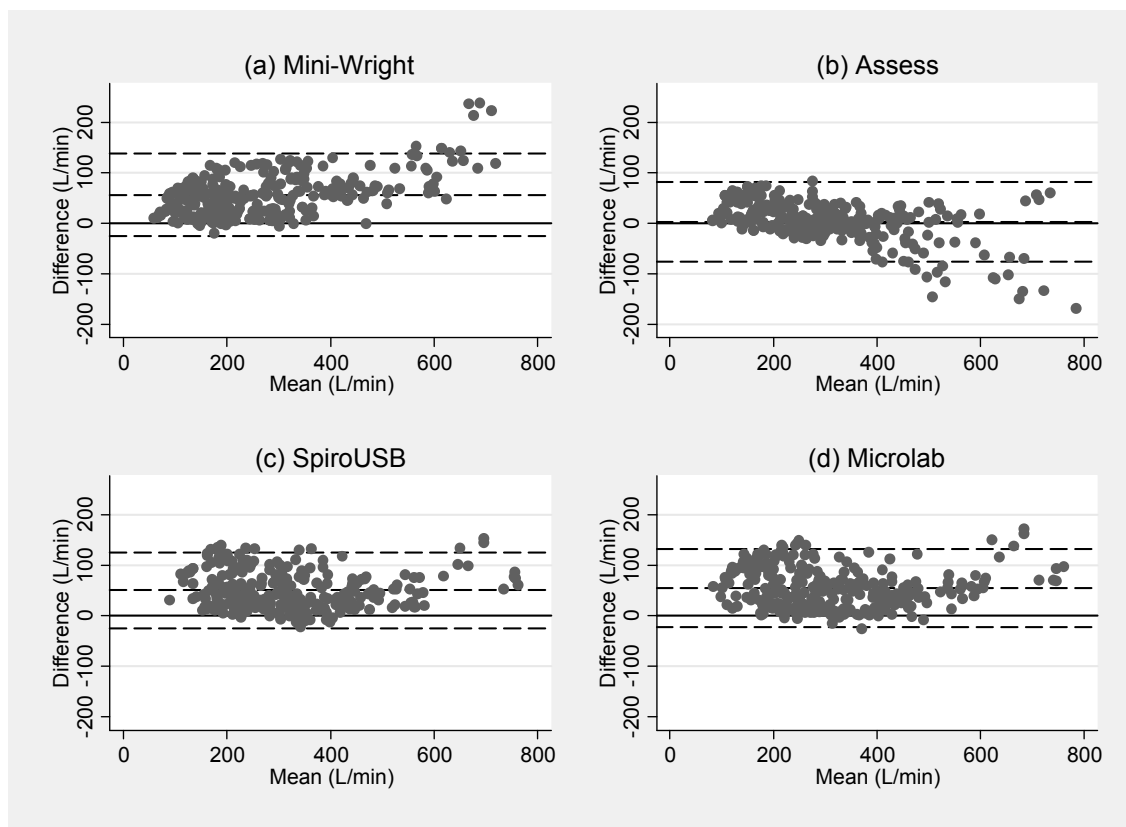 (a) Mini-Wright
Difference (L/min)
200
100
0
-100
-200
0 200 400 600 800
Mean (L/min)
(b) Assess
Difference (L/min)
200
100
0
-100
-200
0 200 400 600 800
Mean (L/min)
(c) SpiroUSB
Difference (L/min)
200
100
0
-100
-200
0 200 400 600 800
Mean (L/min)
(d) Microlab
Difference (L/min)
200
100
0
-100
-200
0 200 400 600 800
Mean (L/min)